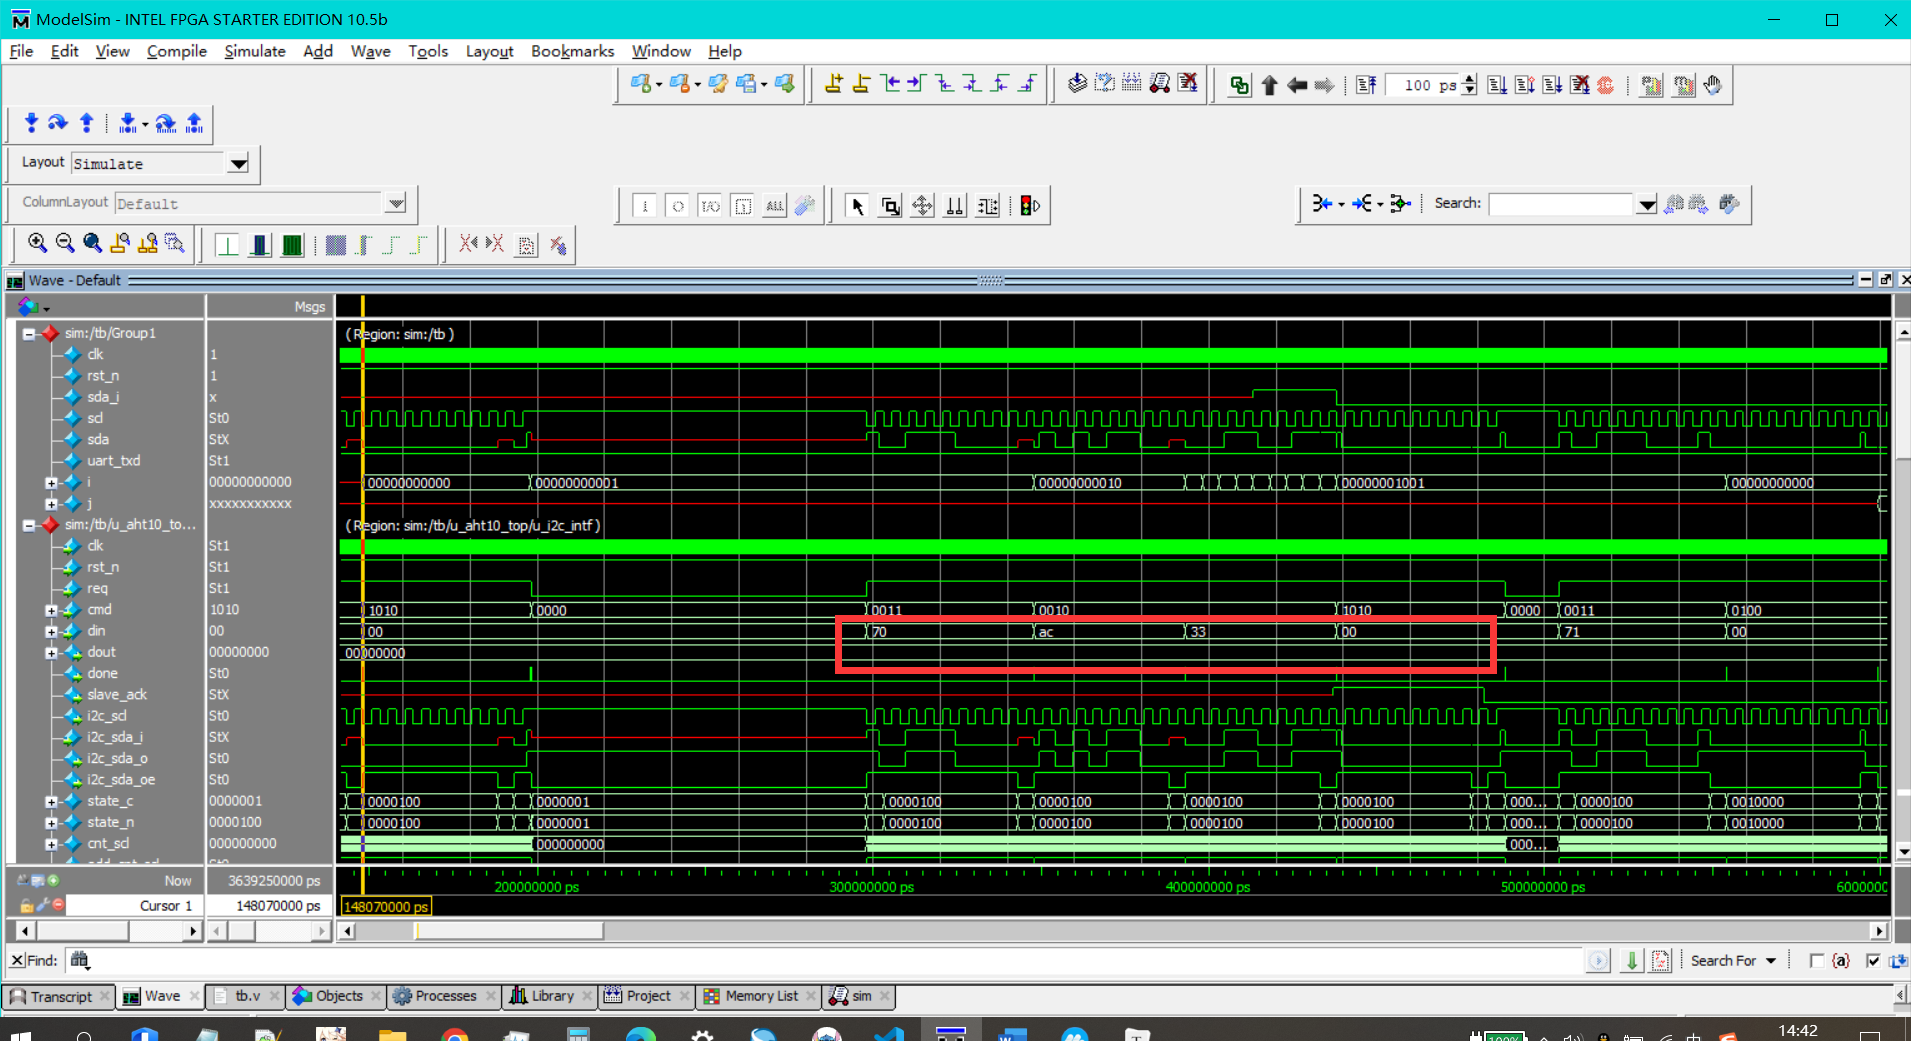 ModelSim - INTEL FPGA STARTER EDITION 10.5b
File Edit View Compile Simulate Add Wave Tools Layout Bookmarks Window Help
100 ps
Layout Simulate
ColumnLayout Default
Search:
Wave - Default
Msgs
sim:/tb/Group1 (Region: sim:/tb )
clk 1
rst_n 1
sda_i x
scl St0
sda StX
uart_txd St1
i 00000000000 00000000000 00000000001 00000000010 00000001001 00000000000
j xxxxxxxxxxx
sim:/tb/u_aht10_to... (Region: sim:/tb/u_aht10_top/u_i2c_intf )
clk St1
rst_n St1
req St1
cmd 1010 1010 0000 0011 0010 1010 0000 0011 0100
din 00 00 70 ac 33 00 71 00
dout 00000000 00000000
done St0
slave_ack StX
i2c_scl St0
i2c_sda_i StX
i2c_sda_o St0
i2c_sda_oe St0
state_c 0000001 0000100 0000001 0000100 0000100 0000100 0000100 000... 0000100 0010000
state_n 0000100 0000100 0000001 0000100 0000100 0000100 0000100 000... 0000100 0010000
cnt_scl 000000000 000000000 000...
Now 3639250000 ps 200000000 ps 300000000 ps 400000000 ps 500000000 ps 6000000
Cursor 1 148070000 ps 148070000 ps
Find: Search For {a}
Transcript Wave tb.v Objects Processes Library Project Memory List sim
100% 中 14:42